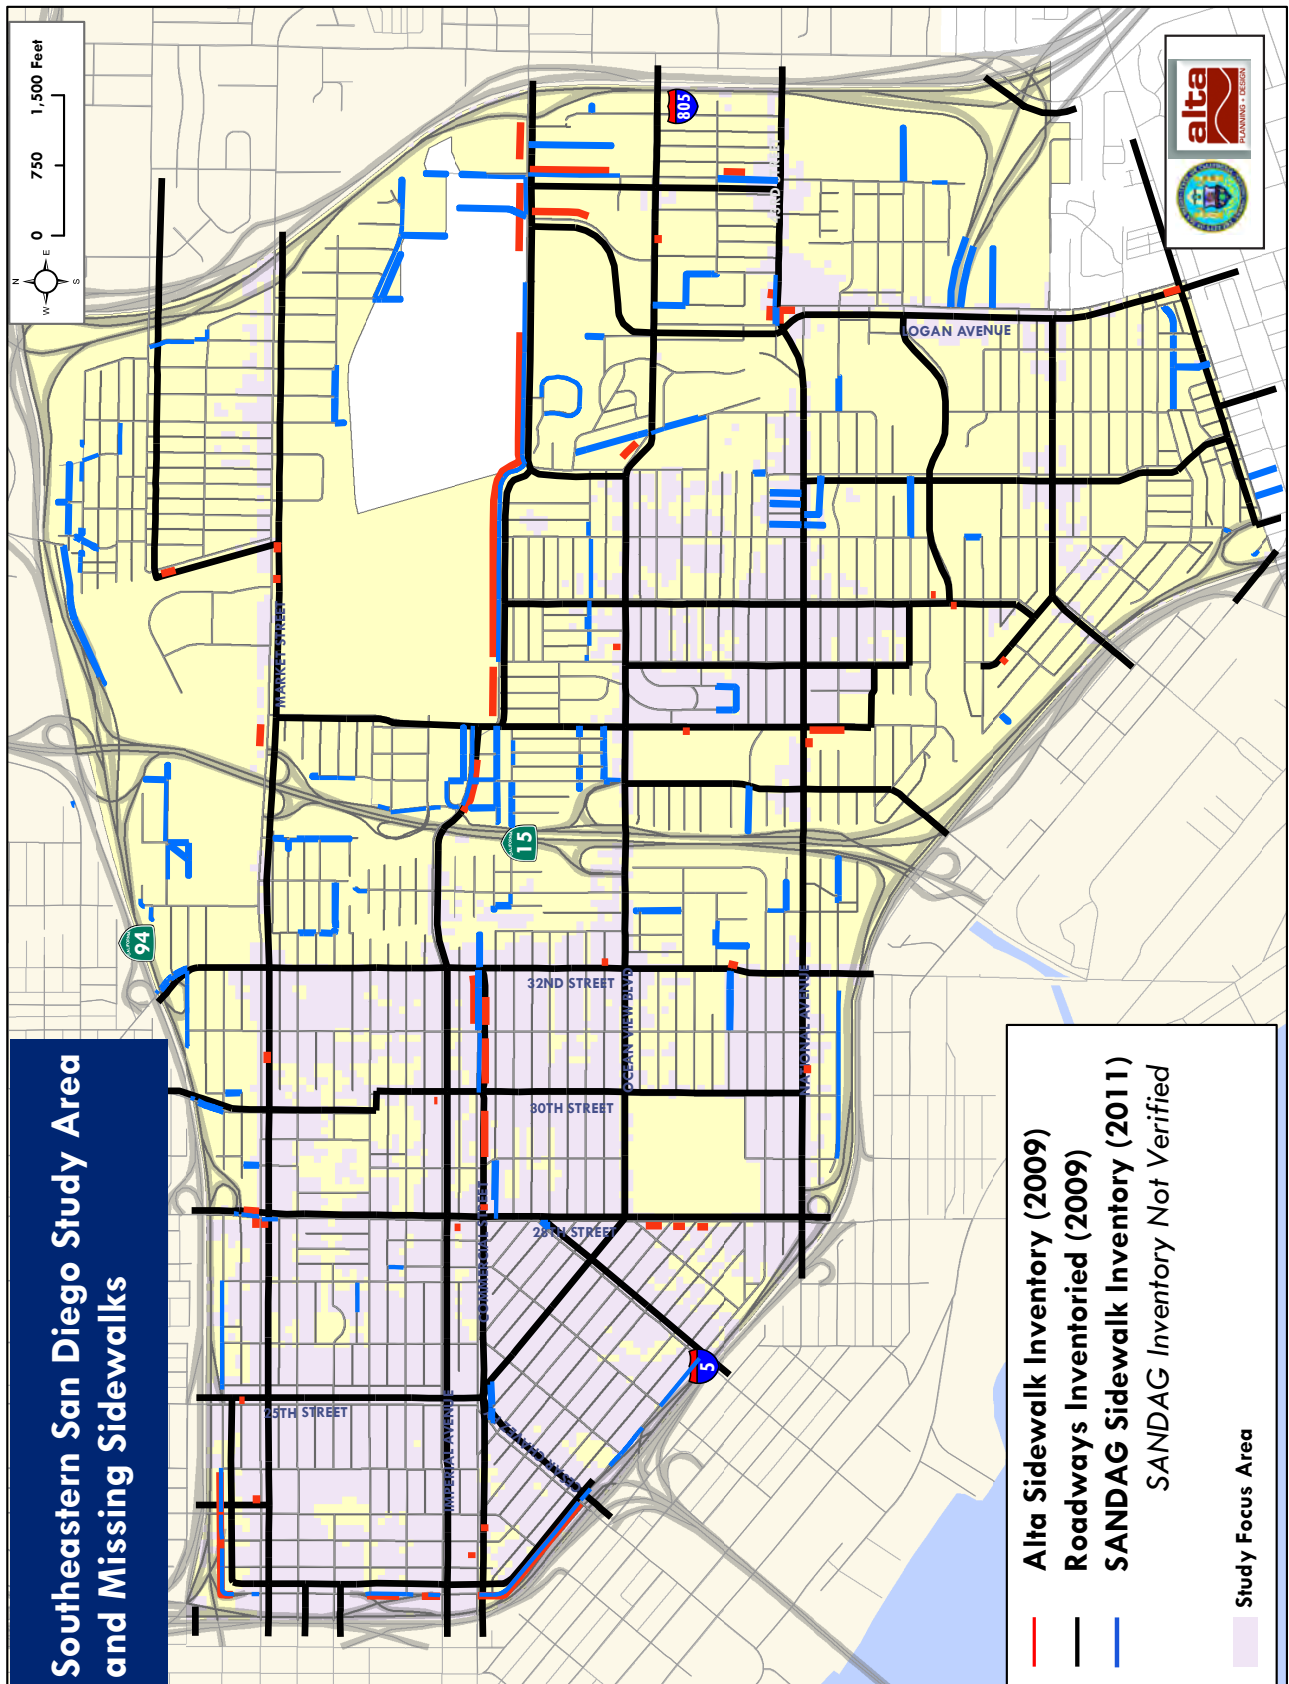 Southeastern San Diego Study Area
and Missing Sidewalks
0 750 1,500 Feet
N
W E
S
94
15
805
5
MARKET STREET
LOGAN AVENUE
43RD
32ND STREET
OCEAN VIEW BLVD
NATIONAL AVENUE
30TH STREET
28TH STREET
COMMERCIAL STREET
25TH STREET
IMPERIAL AVENUE
CESAR CHAVEZ
alta
PLANNING + DESIGN
Alta Sidewalk Inventory (2009)
Roadways Inventoried (2009)
SANDAG Sidewalk Inventory (2011)
SANDAG Inventory Not Verified
Study Focus Area